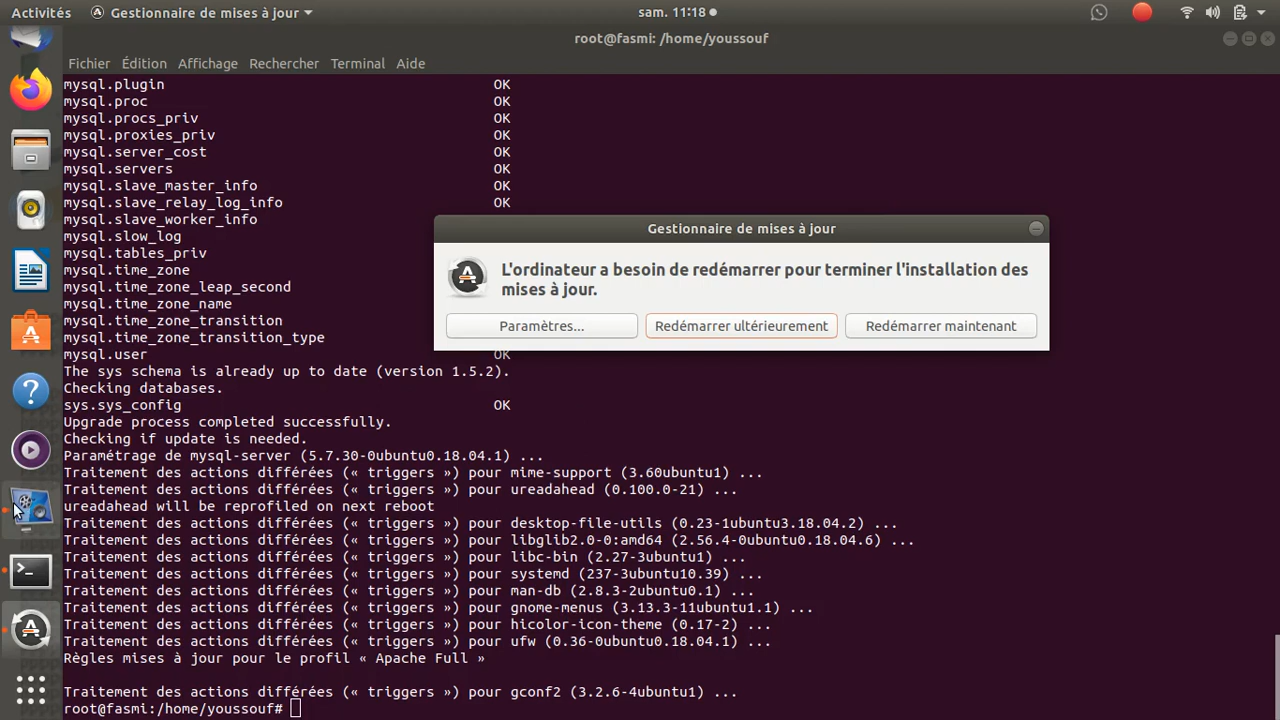 Activités Gestionnaire de mises à jour sam. 11:18
root@fasmi: /home/youssouf
Fichier Édition Affichage Rechercher Terminal Aide
mysql.plugin OK
mysql.proc OK
mysql.procs_priv OK
mysql.proxies_priv OK
mysql.server_cost OK
mysql.servers OK
mysql.slave_master_info OK
mysql.slave_relay_log_info OK
mysql.slave_worker_info OK
mysql.slow_log
mysql.tables_priv
mysql.time_zone
mysql.time_zone_leap_second
mysql.time_zone_name
mysql.time_zone_transition
mysql.time_zone_transition_type
mysql.user OK
Gestionnaire de mises à jour
L'ordinateur a besoin de redémarrer pour terminer l'installation des
mises à jour.
Paramètres... Redémarrer ultérieurement Redémarrer maintenant
The sys schema is already up to date (version 1.5.2).
Checking databases.
sys.sys_config OK
Upgrade process completed successfully.
Checking if update is needed.
Paramétrage de mysql-server (5.7.30-0ubuntu0.18.04.1) ...
Traitement des actions différées (« triggers ») pour mime-support (3.60ubuntu1) ...
Traitement des actions différées (« triggers ») pour ureadahead (0.100.0-21) ...
ureadahead will be reprofiled on next reboot
Traitement des actions différées (« triggers ») pour desktop-file-utils (0.23-1ubuntu3.18.04.2) ...
Traitement des actions différées (« triggers ») pour libglib2.0-0:amd64 (2.56.4-0ubuntu0.18.04.6) ...
Traitement des actions différées (« triggers ») pour libc-bin (2.27-3ubuntu1) ...
Traitement des actions différées (« triggers ») pour systemd (237-3ubuntu10.39) ...
Traitement des actions différées (« triggers ») pour man-db (2.8.3-2ubuntu0.1) ...
Traitement des actions différées (« triggers ») pour gnome-menus (3.13.3-11ubuntu1.1) ...
Traitement des actions différées (« triggers ») pour hicolor-icon-theme (0.17-2) ...
Traitement des actions différées (« triggers ») pour ufw (0.36-0ubuntu0.18.04.1) ...
Règles mises à jour pour le profil « Apache Full »
Traitement des actions différées (« triggers ») pour gconf2 (3.2.6-4ubuntu1) ...
root@fasmi:/home/youssouf#